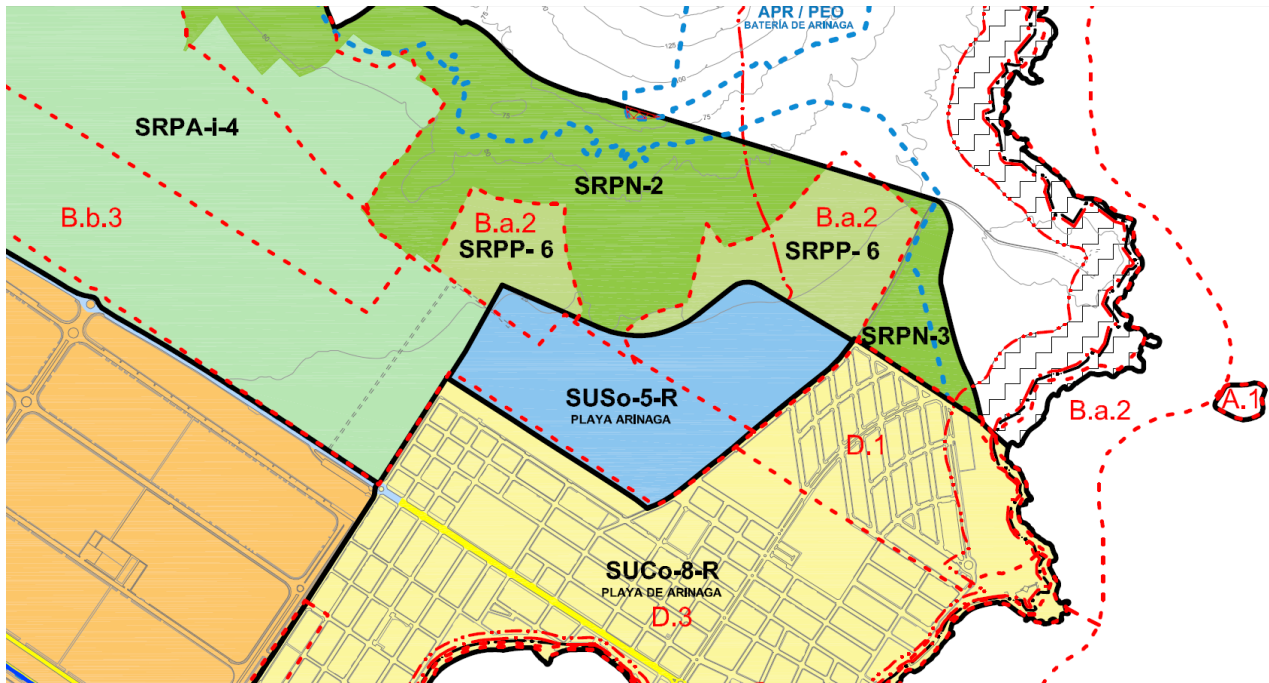 APR / PEO
BATERÍA DE ARINAGA
SRPA-i-4
SRPN-2
B.b.3
B.a.2
SRPP- 6
B.a.2
SRPP- 6
SRPN-3
A.1
B.a.2
SUSo-5-R
PLAYA ARINAGA
D.1
SUCo-8-R
PLAYA DE ARINAGA
D.3